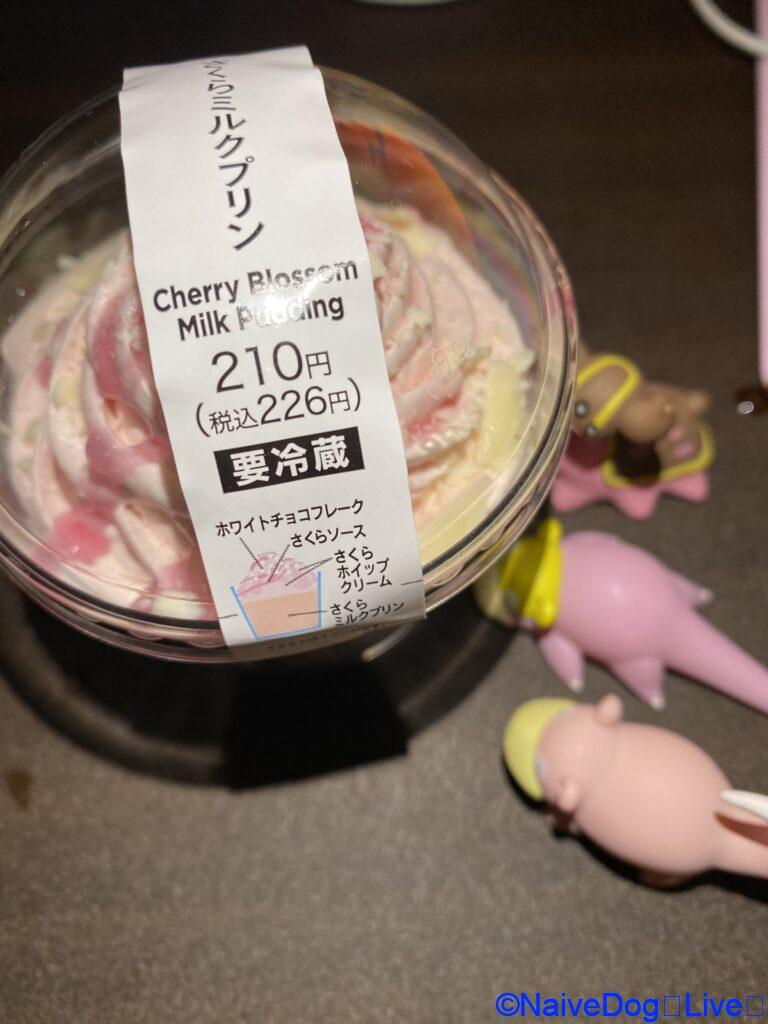 さくらミルクプリン
Cherry Blossom
Milk Pudding
210円
(税込226円)
要冷蔵
ホワイトチョコフレーク
さくらソース
さくら
ホイップ
クリーム
さくら
ミルクプリン
©NaiveDog▯Live▯